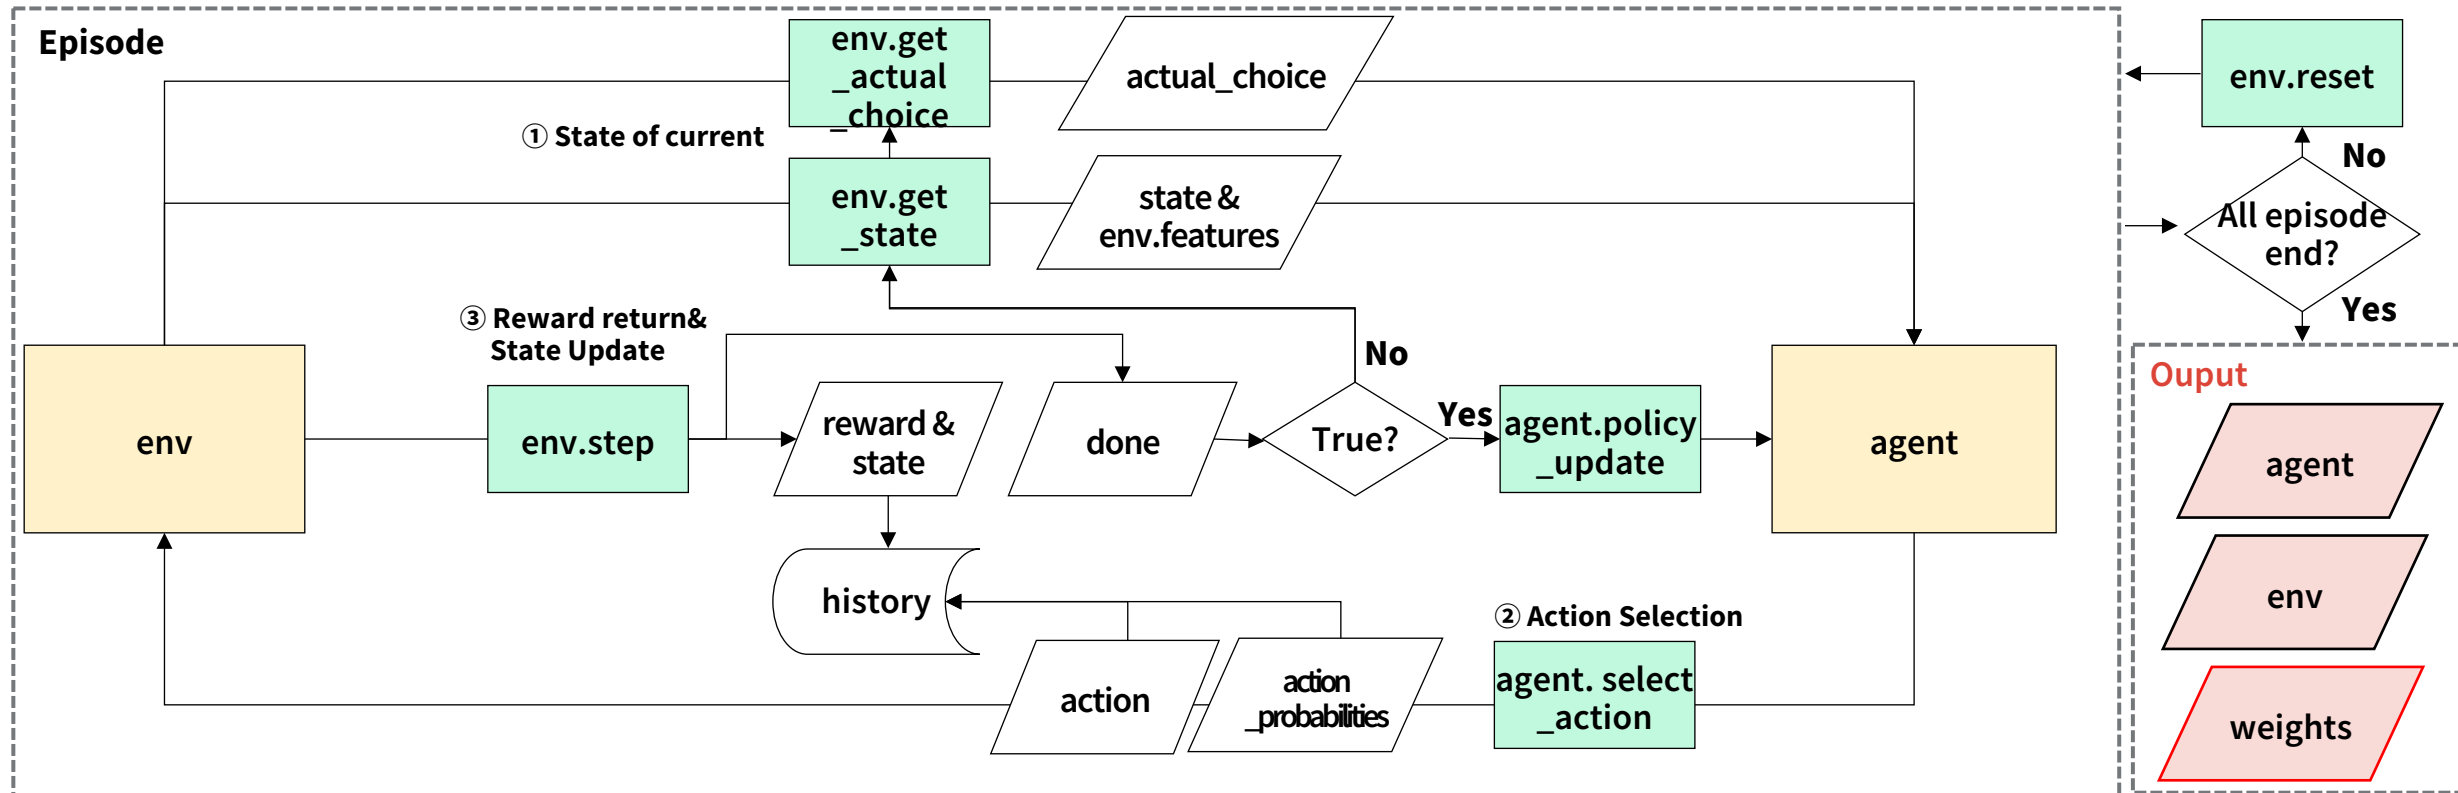 Episode
env.get
_actual
_choice
actual_choice
env.reset
① State of current
No
env.get
_state
state &
env.features
All episode
end?
Yes
③ Reward return&
State Update
No
Ouput
env
env.step
reward &
state
done
True?
Yes
agent.policy
_update
agent
agent
history
② Action Selection
env
action
action
_probabilities
agent. select
_action
weights